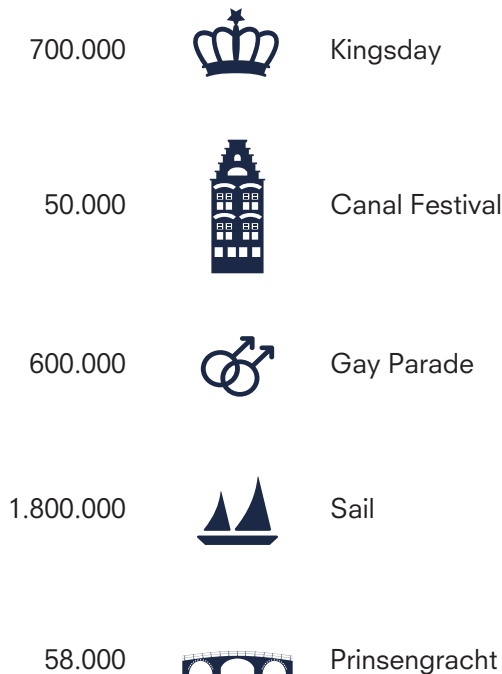 700.000 Kingsday
50.000 Canal Festival
600.000 Gay Parade
1.800.000 Sail
58.000 Prinsengracht